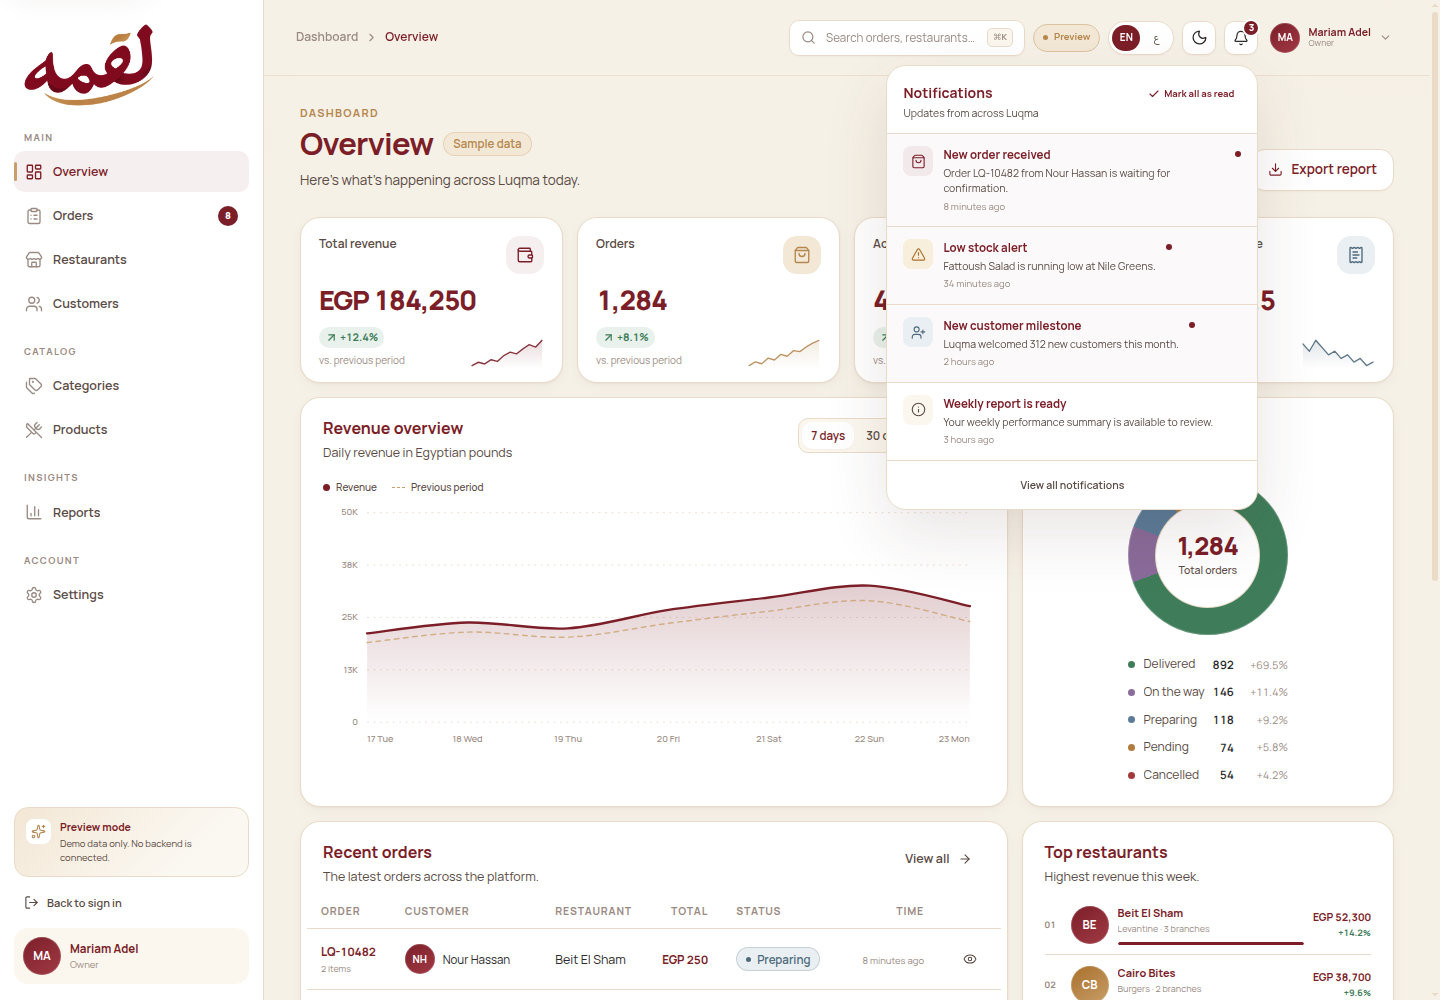 لقمه
MAIN
Overview
Orders 8
Restaurants
Customers
CATALOG
Categories
Products
INSIGHTS
Reports
ACCOUNT
Settings
Preview mode
Demo data only. No backend is
connected.
Back to sign in
MA Mariam Adel
Owner
Dashboard > Overview
Search orders, restaurants... ⌘K
Preview
EN ع
3
MA Mariam Adel
Owner
DASHBOARD
Overview Sample data
Here's what's happening across Luqma today.
Export report
Notifications
Mark all as read
Updates from across Luqma
New order received
Order LQ-10482 from Nour Hassan is waiting for
confirmation.
8 minutes ago
Low stock alert
Fattoush Salad is running low at Nile Greens.
34 minutes ago
New customer milestone
Luqma welcomed 312 new customers this month.
2 hours ago
Weekly report is ready
Your weekly performance summary is available to review.
3 hours ago
View all notifications
Total revenue
EGP 184,250
+12.4%
vs. previous period
Orders
1,284
+8.1%
vs. previous period
Ac
4
vs.
e
5
Revenue overview
Daily revenue in Egyptian pounds
7 days 30 d
Revenue Previous period
50K
38K
25K
13K
0
17 Tue 18 Wed 19 Thu 20 Fri 21 Sat 22 Sun 23 Mon
1,284
Total orders
Delivered 892 +69.5%
On the way 146 +11.4%
Preparing 118 +9.2%
Pending 74 +5.8%
Cancelled 54 +4.2%
Recent orders
The latest orders across the platform.
View all
ORDER CUSTOMER RESTAURANT TOTAL STATUS TIME
LQ-10482
2 items
NH Nour Hassan Beit El Sham EGP 250 Preparing 8 minutes ago
Top restaurants
Highest revenue this week.
01 BE Beit El Sham EGP 52,300
Levantine · 3 branches +14.2%
02 CB Cairo Bites EGP 38,700
Burgers · 2 branches +9.6%